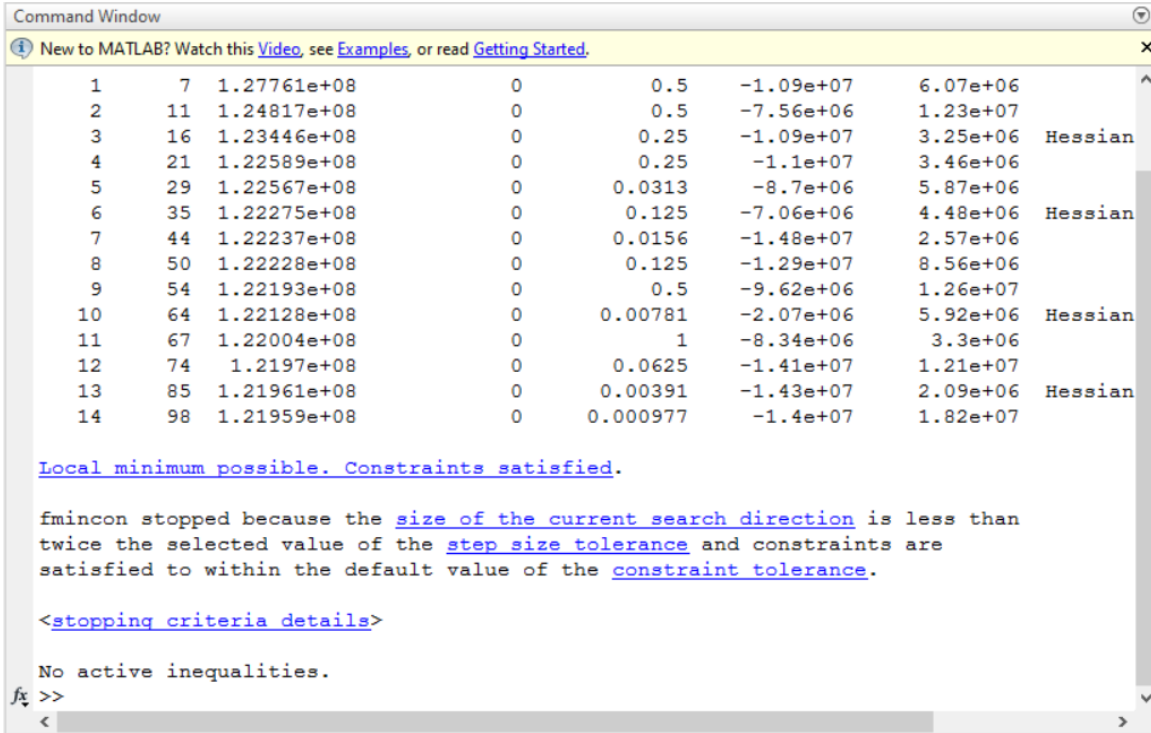 Command Window
New to MATLAB? Watch this Video, see Examples, or read Getting Started.
1 7 1.27761e+08 0 0.5 -1.09e+07 6.07e+06
2 11 1.24817e+08 0 0.5 -7.56e+06 1.23e+07
3 16 1.23446e+08 0 0.25 -1.09e+07 3.25e+06 Hessian
4 21 1.22589e+08 0 0.25 -1.1e+07 3.46e+06
5 29 1.22567e+08 0 0.0313 -8.7e+06 5.87e+06
6 35 1.22275e+08 0 0.125 -7.06e+06 4.48e+06 Hessian
7 44 1.22237e+08 0 0.0156 -1.48e+07 2.57e+06
8 50 1.22228e+08 0 0.125 -1.29e+07 8.56e+06
9 54 1.22193e+08 0 0.5 -9.62e+06 1.26e+07
10 64 1.22128e+08 0 0.00781 -2.07e+06 5.92e+06 Hessian
11 67 1.22004e+08 0 1 -8.34e+06 3.3e+06
12 74 1.2197e+08 0 0.0625 -1.41e+07 1.21e+07
13 85 1.21961e+08 0 0.00391 -1.43e+07 2.09e+06 Hessian
14 98 1.21959e+08 0 0.000977 -1.4e+07 1.82e+07
Local minimum possible. Constraints satisfied.
fmincon stopped because the size of the current search direction is less than
twice the selected value of the step size tolerance and constraints are
satisfied to within the default value of the constraint tolerance.
<stopping criteria details>
No active inequalities.
fx >>